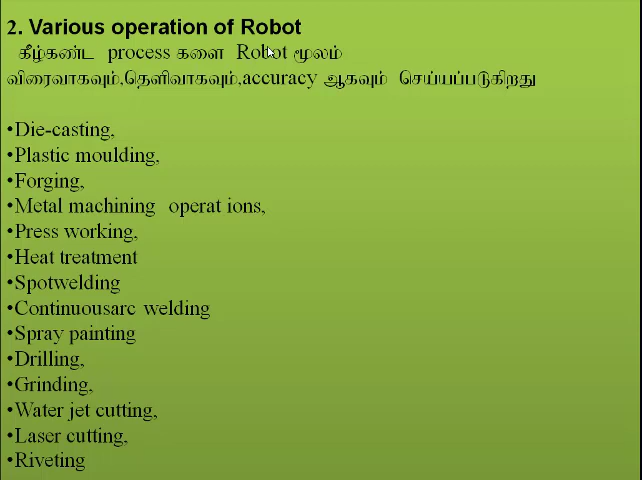 2. Various operation of Robot
கீழ்கண்ட process களை Robot மூலம்
விரைவாகவும்,தெளிவாகவும்,accuracy ஆகவும் செய்யப்படுகிறது
•Die-casting,
•Plastic moulding,
•Forging,
•Metal machining operat ions,
•Press working,
•Heat treatment
•Spotwelding
•Continuousarc welding
•Spray painting
•Drilling,
•Grinding,
•Water jet cutting,
•Laser cutting,
•Riveting